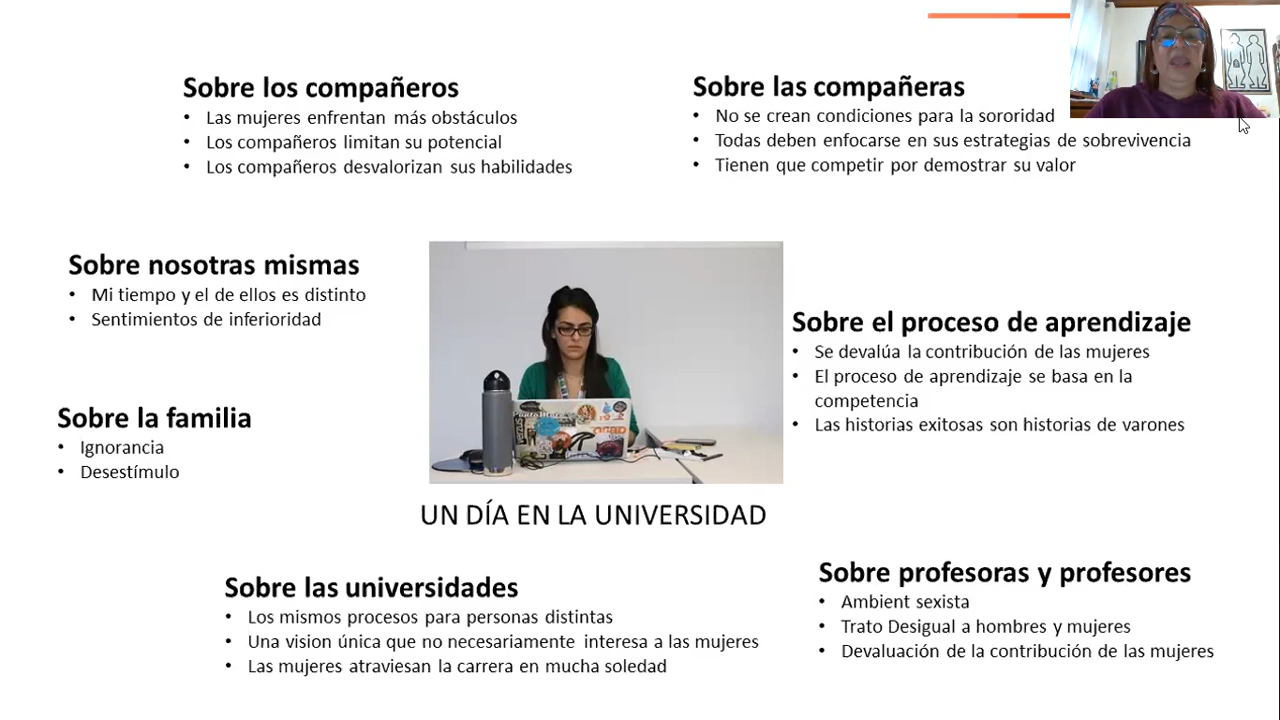 Sobre los compañeros
• Las mujeres enfrentan más obstáculos
• Los compañeros limitan su potencial
• Los compañeros desvalorizan sus habilidades
Sobre las compañeras
• No se crean condiciones para la sororidad
• Todas deben enfocarse en sus estrategias de sobrevivencia
• Tienen que competir por demostrar su valor
Sobre nosotras mismas
• Mi tiempo y el de ellos es distinto
• Sentimientos de inferioridad
Sobre el proceso de aprendizaje
• Se devalúa la contribución de las mujeres
• El proceso de aprendizaje se basa en la
competencia
• Las historias exitosas son historias de varones
Sobre la familia
• Ignorancia
• Desestímulo
UN DÍA EN LA UNIVERSIDAD
Sobre las universidades
• Los mismos procesos para personas distintas
• Una vision única que no necesariamente interesa a las mujeres
• Las mujeres atraviesan la carrera en mucha soledad
Sobre profesoras y profesores
• Ambient sexista
• Trato Desigual a hombres y mujeres
• Devaluación de la contribución de las mujeres